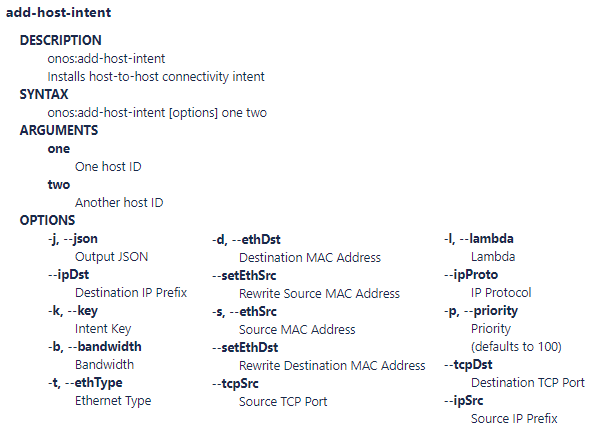 add-host-intent
DESCRIPTION
onos:add-host-intent
Installs host-to-host connectivity intent
SYNTAX
onos:add-host-intent [options] one two
ARGUMENTS
one
One host ID
two
Another host ID
OPTIONS
-j, --json
Output JSON
--ipDst
Destination IP Prefix
-k, --key
Intent Key
-b, --bandwidth
Bandwidth
-t, --ethType
Ethernet Type
-d, --ethDst
Destination MAC Address
--setEthSrc
Rewrite Source MAC Address
-s, --ethSrc
Source MAC Address
--setEthDst
Rewrite Destination MAC Address
--tcpSrc
Source TCP Port
-l, --lambda
Lambda
--ipProto
IP Protocol
-p, --priority
Priority
(defaults to 100)
--tcpDst
Destination TCP Port
--ipSrc
Source IP Prefix